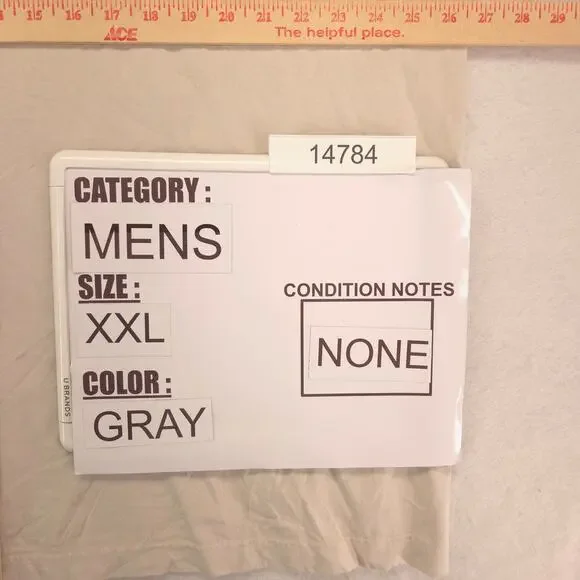 15 16 17 18 19 20 21 22 23 24 25 26 27 28 29
ACE The helpful place.
14784
CATEGORY :
MENS
SIZE :
XXL
CONDITION NOTES
NONE
COLOR :
GRAY
U BRANDS